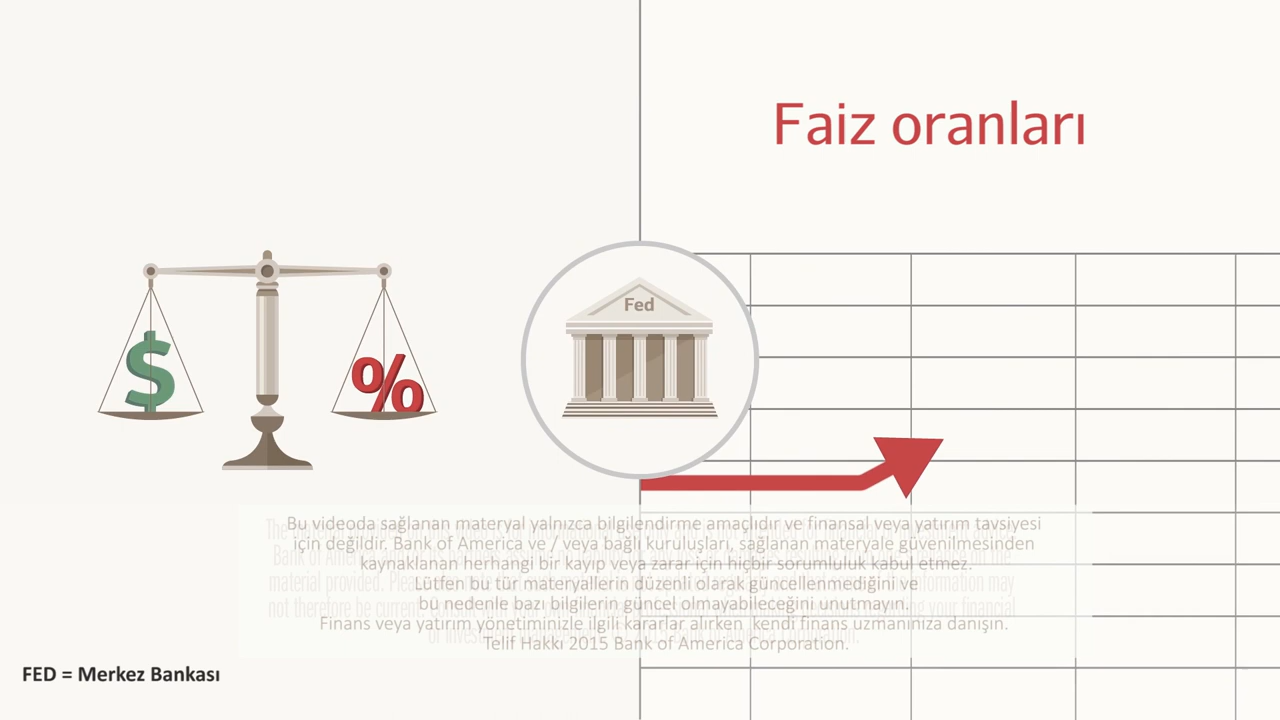 Faiz oranları
$
%
Fed
Bu videoda sağlanan materyal yalnızca bilgilendirme amaçlıdır ve finansal veya yatırım tavsiyesi
için değildir. Bank of America ve / veya bağlı kuruluşları, sağlanan materyale güvenilmesinden
kaynaklanan herhangi bir kayıp veya zarar için hiçbir sorumluluk kabul etmez.
Lütfen bu tür materyallerin düzenli olarak güncellenmediğini ve
bu nedenle bazı bilgilerin güncel olmayabileceğini unutmayın.
Finans veya yatırım yönetiminizle ilgili kararlar alırken kendi finans uzmanınıza danışın.
Telif Hakkı 2015 Bank of America Corporation.
FED = Merkez Bankası